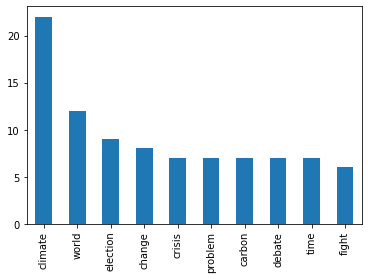 20
15
10
5
0
climate
world
election
change
crisis
problem
carbon
debate
time
fight